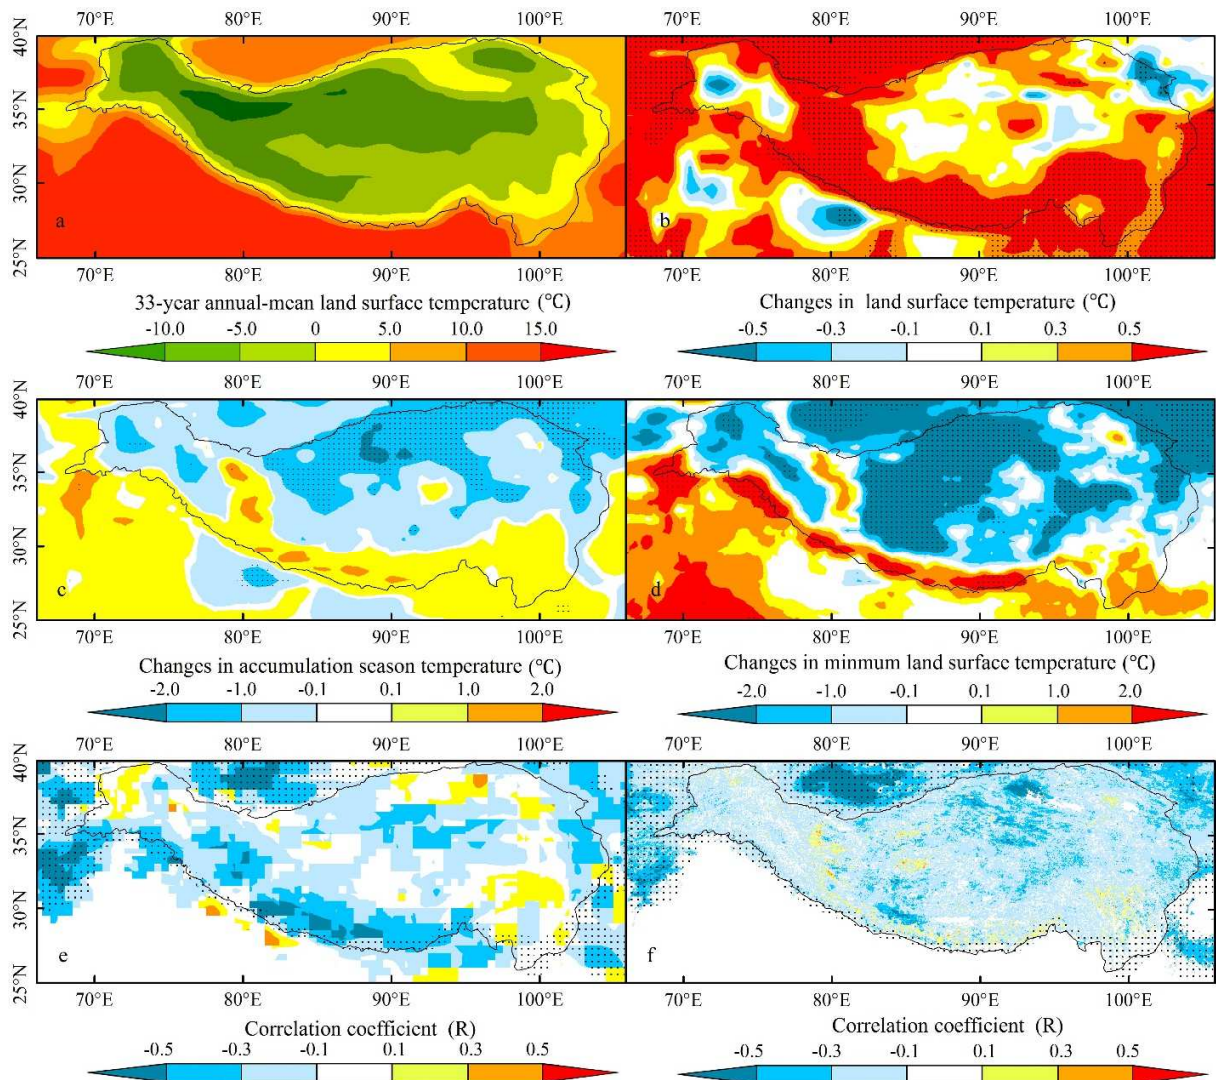 70°E 80°E 90°E 100°E 70°E 80°E 90°E 100°E
40°N
35°N
30°N
25°N
a
b
70°E 80°E 90°E 100°E 70°E 80°E 90°E 100°E
33-year annual-mean land surface temperature (°C)
-10.0 -5.0 0 5.0 10.0 15.0
Changes in land surface temperature (°C)
-0.5 -0.3 -0.1 0.1 0.3 0.5
70°E 80°E 90°E 100°E 70°E 80°E 90°E 100°E
40°N
35°N
30°N
25°N
c
d
70°E 80°E 90°E 100°E 70°E 80°E 90°E 100°E
Changes in accumulation season temperature (°C)
-2.0 -1.0 -0.1 0.1 1.0 2.0
Changes in minmum land surface temperature (°C)
-2.0 -1.0 -0.1 0.1 1.0 2.0
70°E 80°E 90°E 100°E 70°E 80°E 90°E 100°E
40°N
35°N
30°N
25°N
e
f
70°E 80°E 90°E 100°E 70°E 80°E 90°E 100°E
Correlation coefficient (R)
-0.5 -0.3 -0.1 0.1 0.3 0.5
Correlation coefficient (R)
-0.5 -0.3 -0.1 0.1 0.3 0.5